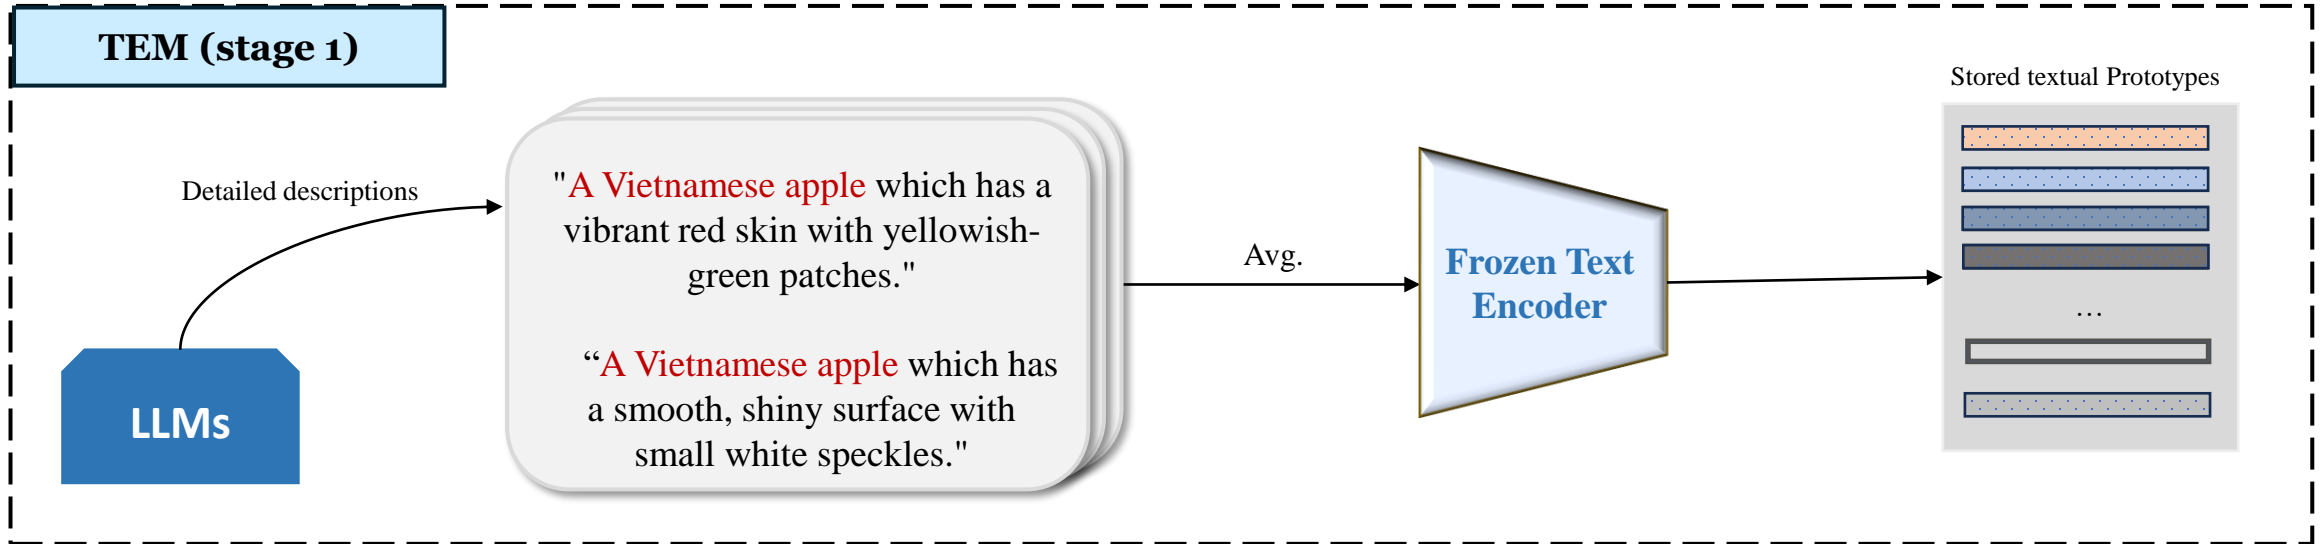 TEM (stage 1)
Stored textual Prototypes
Detailed descriptions
"A Vietnamese apple which has a
vibrant red skin with yellowish-
green patches."
“A Vietnamese apple which has
a smooth, shiny surface with
small white speckles."
LLMs
Avg.
Frozen Text
Encoder
…